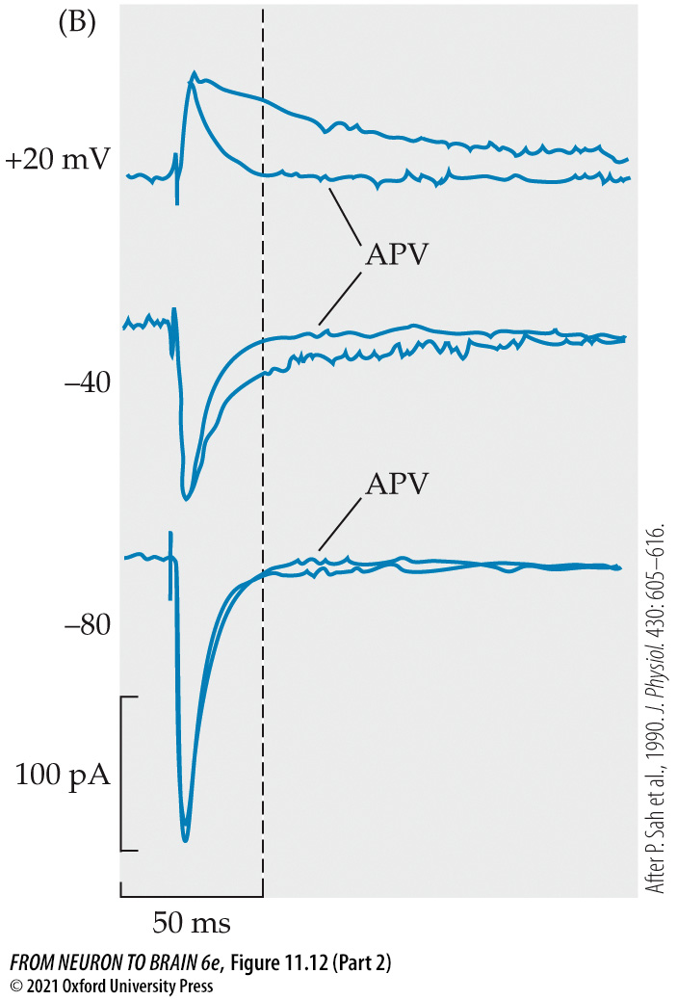 (B)
+20 mV
APV
–40
APV
–80
100 pA
50 ms
After P. Sah et al., 1990. J. Physiol. 430: 605–616.
FROM NEURON TO BRAIN 6e, Figure 11.12 (Part 2)
© 2021 Oxford University Press